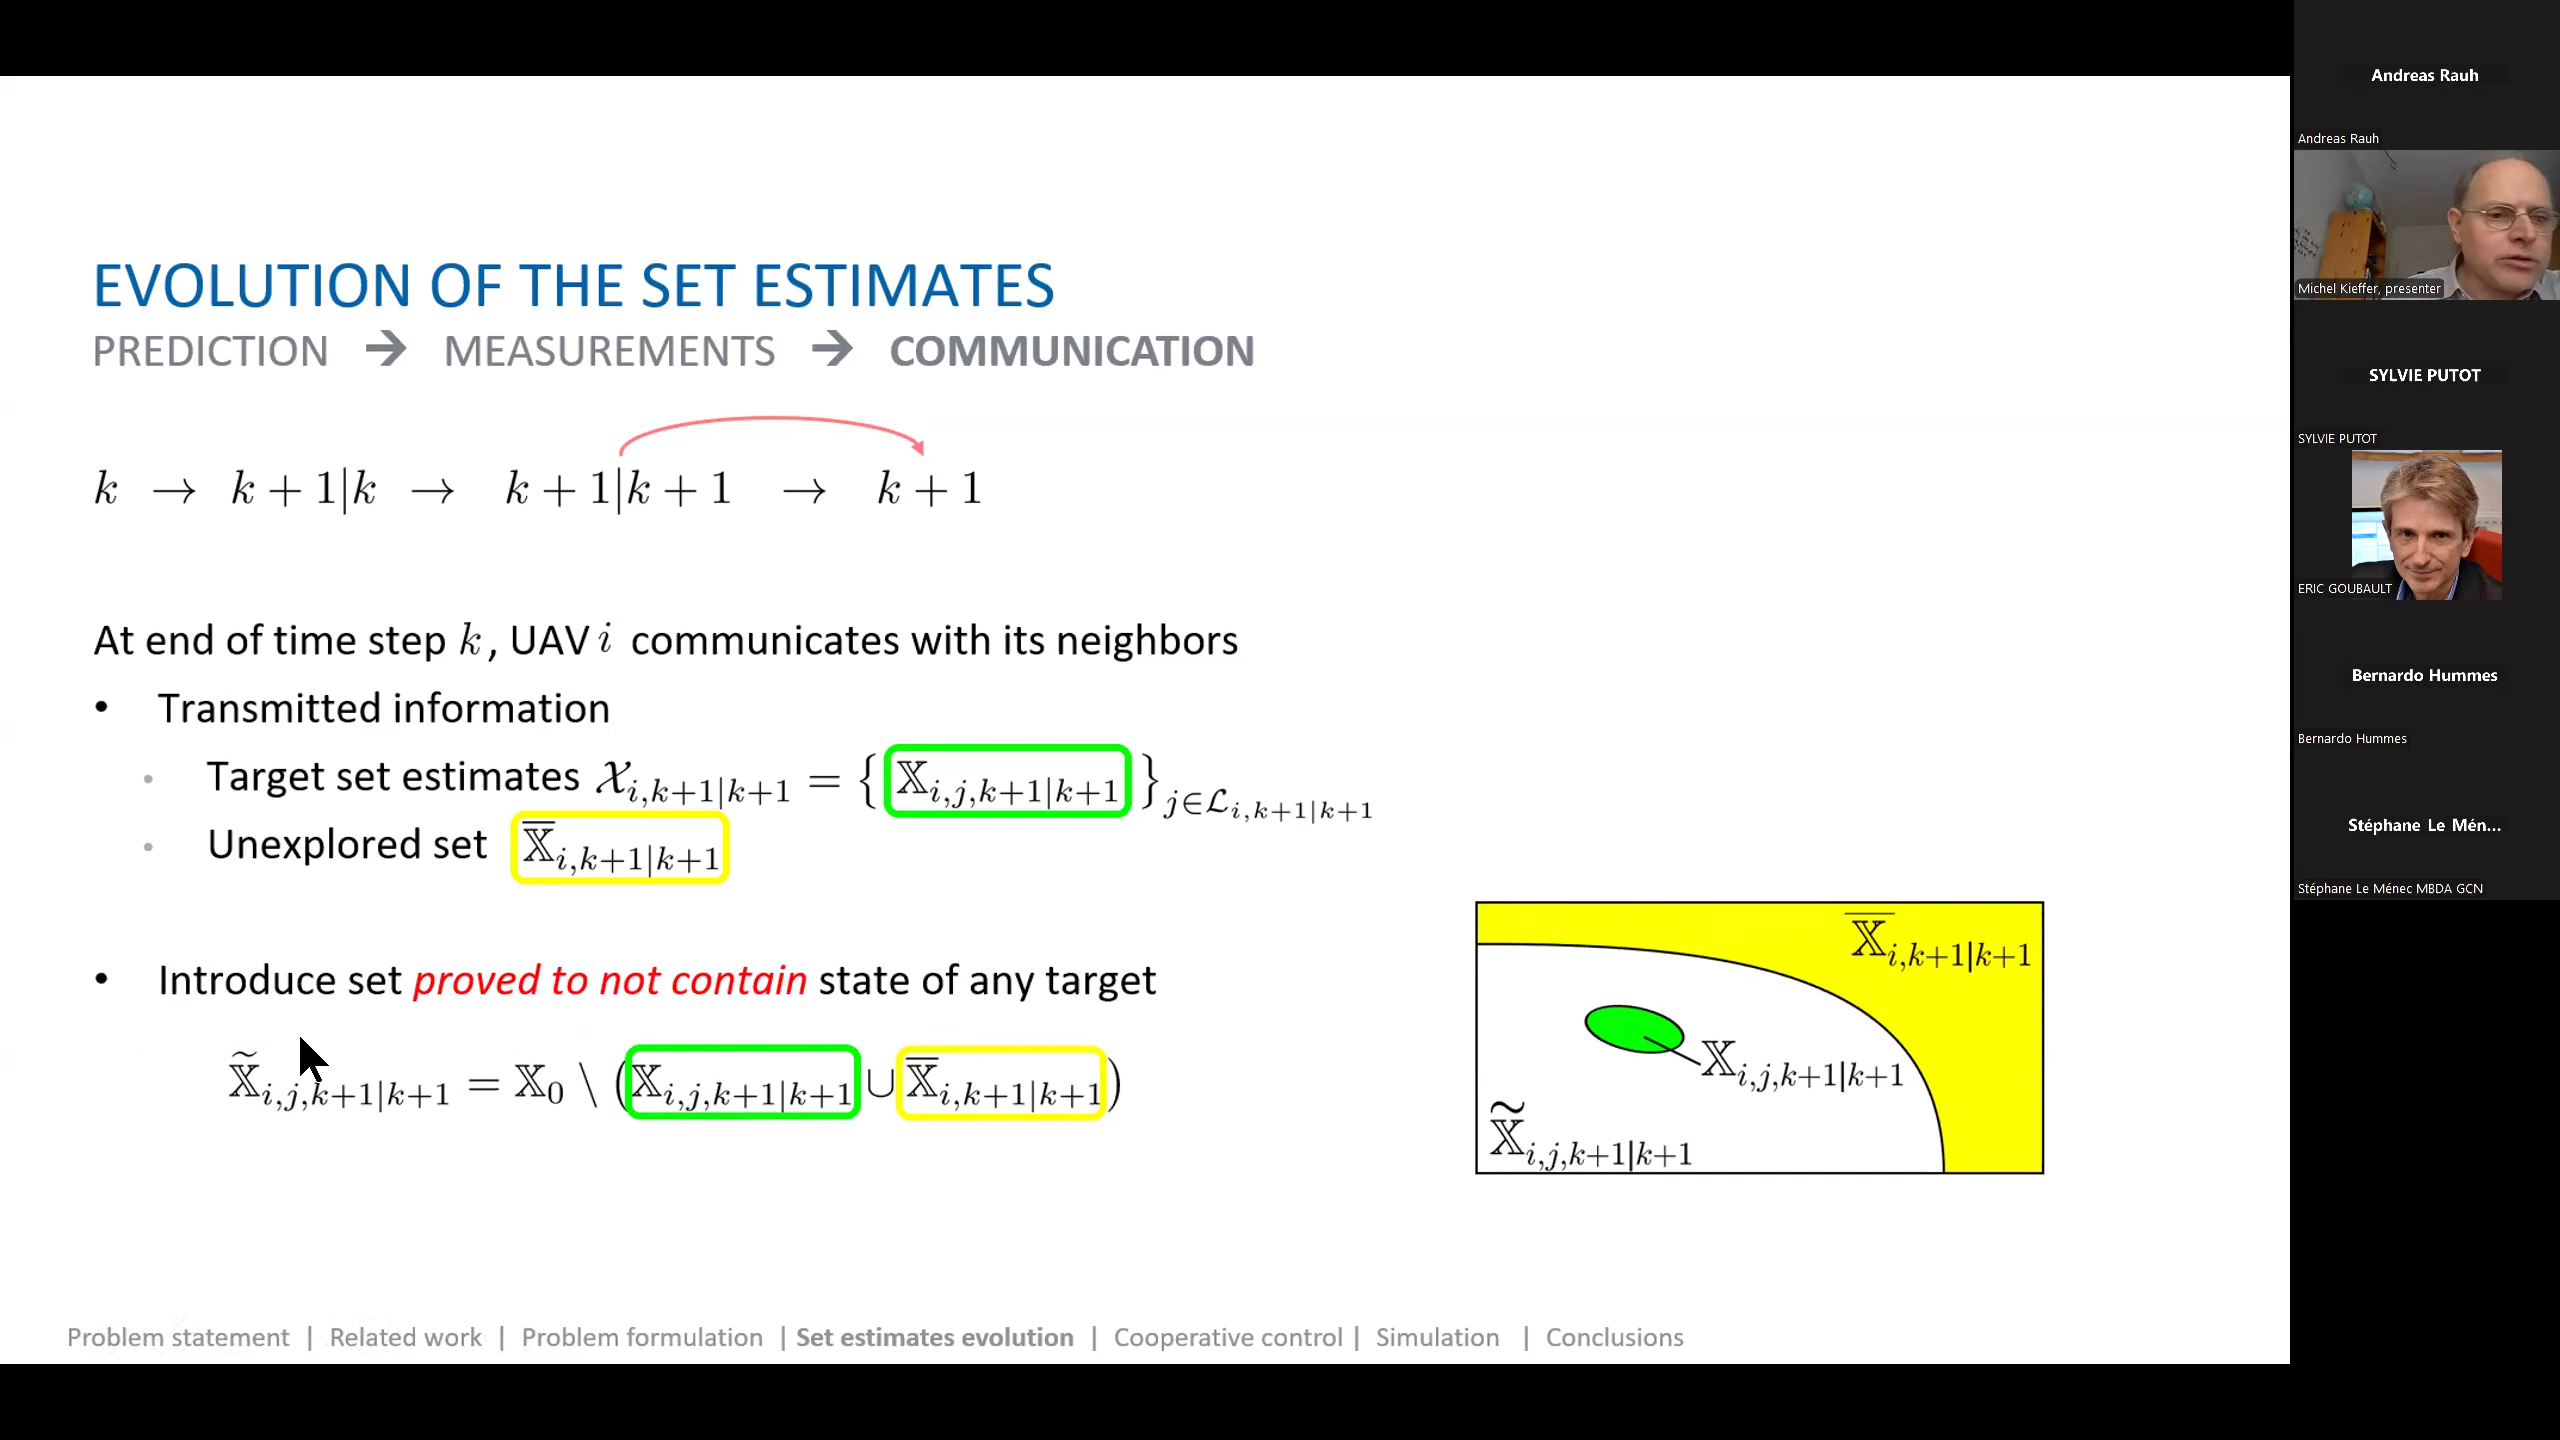 EVOLUTION OF THE SET ESTIMATES
PREDICTION → MEASUREMENTS → COMMUNICATION
k → k + 1|k → k + 1|k + 1 → k + 1
At end of time step k, UAV i communicates with its neighbors
• Transmitted information
• Target set estimates 𝒳_{i,k+1|k+1} = { 𝕏_{i,j,k+1|k+1} }_{j∈ℒ_{i,k+1|k+1}}
• Unexplored set \overline{𝕏}_{i,k+1|k+1}
• Introduce set proved to not contain state of any target
\widetilde{𝕏}_{i,j,k+1|k+1} = 𝕏_0 \ (𝕏_{i,j,k+1|k+1} ∪ \overline{𝕏}_{i,k+1|k+1})
\overline{𝕏}_{i,k+1|k+1}
𝕏_{i,j,k+1|k+1}
\widetilde{𝕏}_{i,j,k+1|k+1}
Problem statement | Related work | Problem formulation | Set estimates evolution | Cooperative control | Simulation | Conclusions
Andreas Rauh
Andreas Rauh
Michel Kieffer, presenter
SYLVIE PUTOT
SYLVIE PUTOT
ERIC GOUBAULT
Bernardo Hummes
Bernardo Hummes
Stéphane Le Mén...
Stéphane Le Ménec MBDA GCN